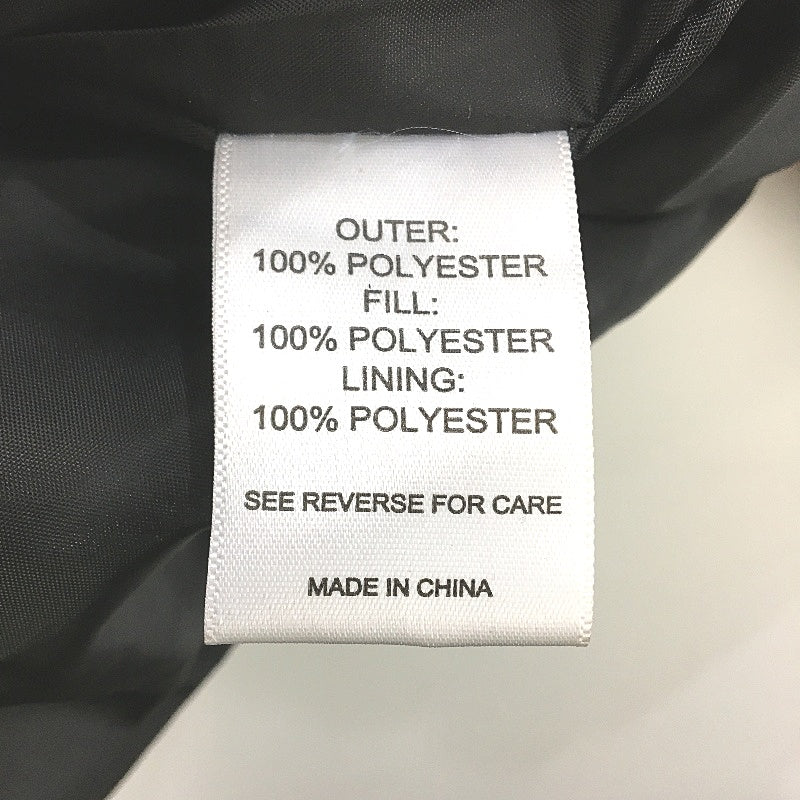 OUTER:
100% POLYESTER
FILL:
100% POLYESTER
LINING:
100% POLYESTER
SEE REVERSE FOR CARE
MADE IN CHINA